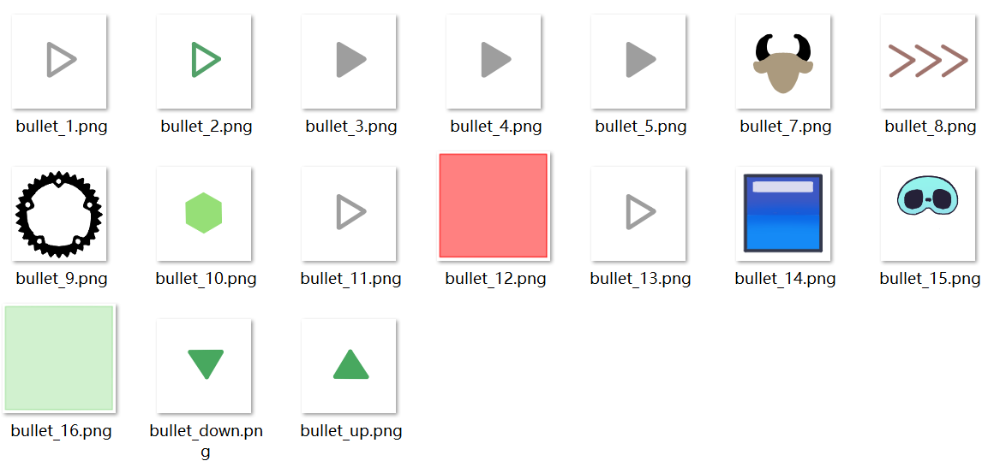 bullet_1.png
bullet_2.png
bullet_3.png
bullet_4.png
bullet_5.png
bullet_7.png
bullet_8.png
bullet_9.png
bullet_10.png
bullet_11.png
bullet_12.png
bullet_13.png
bullet_14.png
bullet_15.png
bullet_16.png
bullet_down.pn
g
bullet_up.png